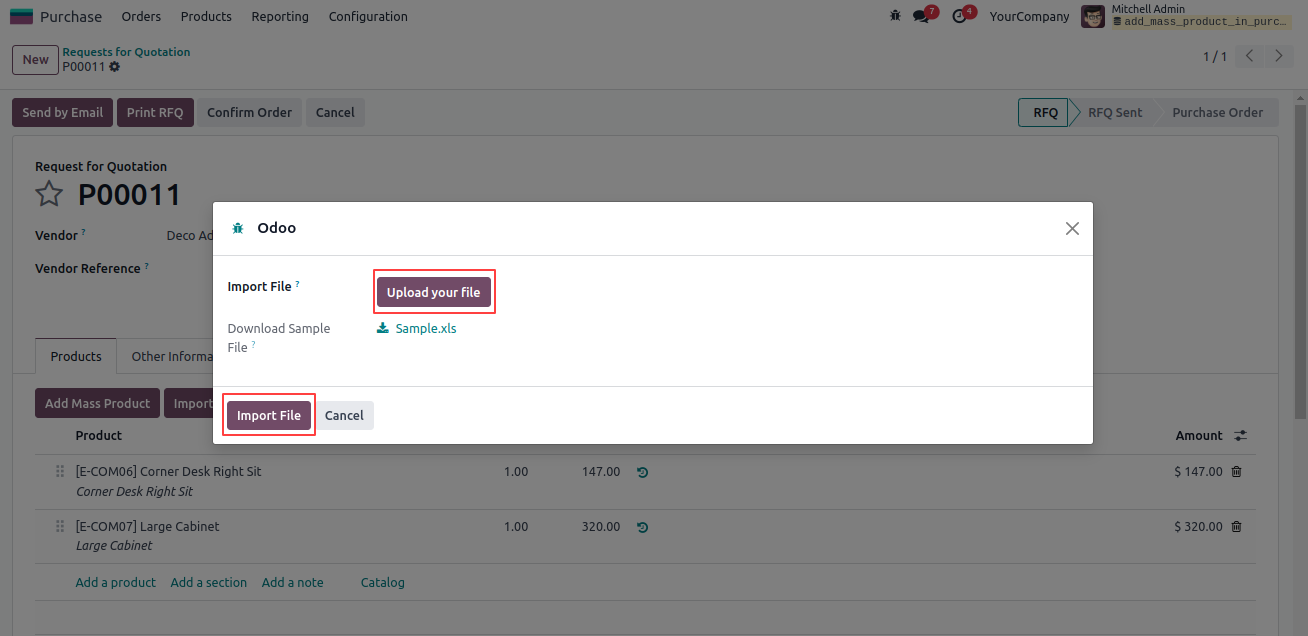 Purchase Orders Products Reporting Configuration 7 4 YourCompany Mitchell Admin
add_mass_product_in_purc...
New Requests for Quotation
P00011 1 / 1
Send by Email Print RFQ Confirm Order Cancel RFQ RFQ Sent Purchase Order
Request for Quotation
P00011
Vendor ? Deco Ad
Vendor Reference ?
Odoo
Import File ? Upload your file
Download Sample Sample.xls
File ?
Import File Cancel
Products Other Informa
Add Mass Product Import
Product Amount
[E-COM06] Corner Desk Right Sit 1.00 147.00 $ 147.00
Corner Desk Right Sit
[E-COM07] Large Cabinet 1.00 320.00 $ 320.00
Large Cabinet
Add a product Add a section Add a note Catalog